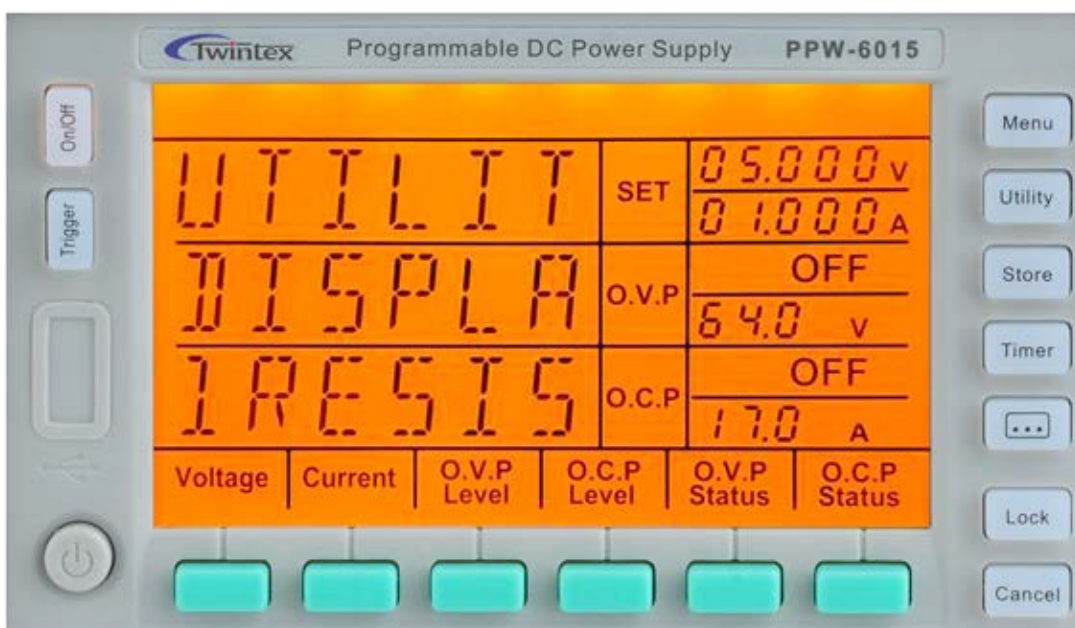 Twintex Programmable DC Power Supply PPW-6015
On/Off
Trigger
UTILIT
SET
05.000 V
01.000 A
DISPLA
O.V.P
OFF
64.0 V
1RESIS
O.C.P
OFF
17.0 A
Voltage
Current
O.V.P
Level
O.C.P
Level
O.V.P
Status
O.C.P
Status
Menu
Utility
Store
Timer
...
Lock
Cancel